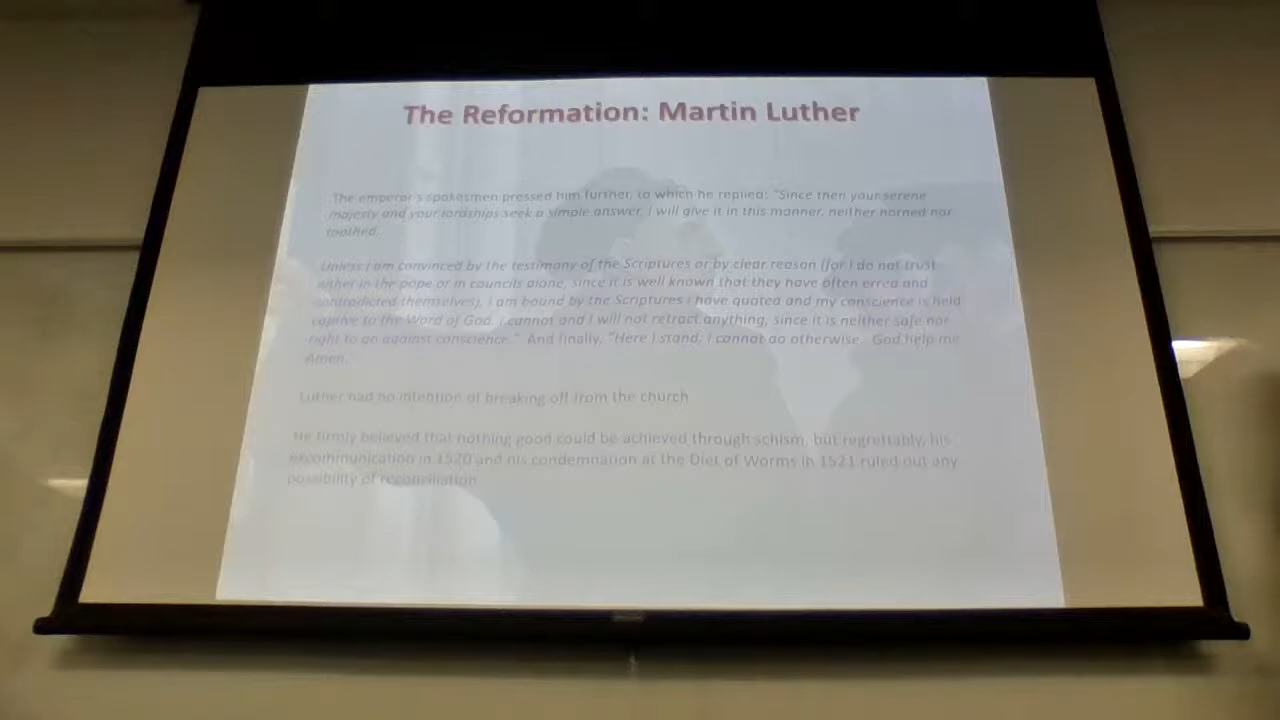 The Reformation: Martin Luther
The emperor's spokesmen pressed him further, to which he replied: "Since then your serene
majesty and your lordships seek a simple answer, I will give it in this manner, neither horned nor
toothed.
Unless I am convinced by the testimony of the Scriptures or by clear reason (for I do not trust
either in the pope or in councils alone, since it is well known that they have often erred and
contradicted themselves), I am bound by the Scriptures I have quoted and my conscience is held
captive to the Word of God. I cannot and I will not retract anything, since it is neither safe nor
right to go against conscience." And finally, "Here I stand; I cannot do otherwise. God help me
Amen.
Luther had no intention of breaking off from the church
He firmly believed that nothing good could be achieved through schism, but regrettably, his
excommunication in 1520 and his condemnation at the Diet of Worms in 1521 ruled out any
possibility of reconciliation